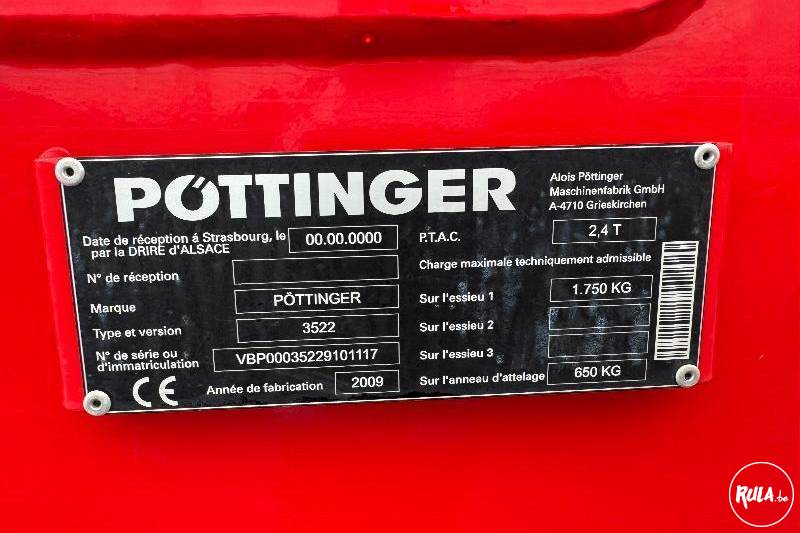 PÖTTINGER
Alois Pöttinger
Maschinenfabrik GmbH
A-4710 Grieskirchen
Date de réception á Strasbourg, le 00.00.0000
par la DRIRE d'ALSACE
N° de réception
Marque PÖTTINGER
Type et version 3522
N° de série ou
d'immatriculation VBP00035229101117
CE Année de fabrication 2009
P.T.A.C. 2,4 T
Charge maximale techniquement admissible
Sur l'essieu 1 1.750 KG
Sur l'essieu 2
Sur l'essieu 3
Sur l'anneau d'attelage 650 KG
RULA.be